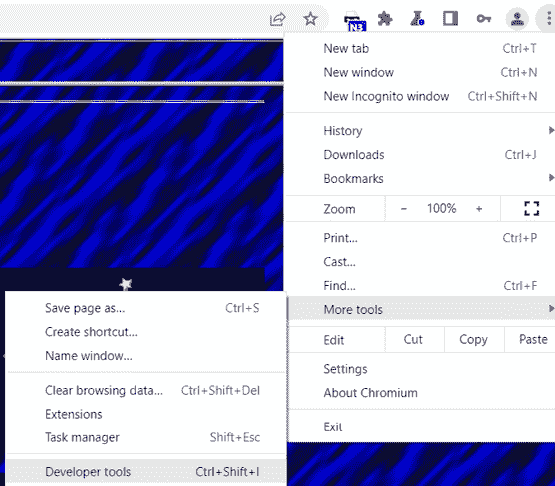 N3
New tab Ctrl+T
New window Ctrl+N
New Incognito window Ctrl+Shift+N
History
Downloads Ctrl+J
Bookmarks
Zoom − 100% +
Print... Ctrl+P
Cast...
Find... Ctrl+F
More tools
Edit Cut Copy Paste
Settings
About Chromium
Exit
Save page as... Ctrl+S
Create shortcut...
Name window...
Clear browsing data... Ctrl+Shift+Del
Extensions
Task manager Shift+Esc
Developer tools Ctrl+Shift+I